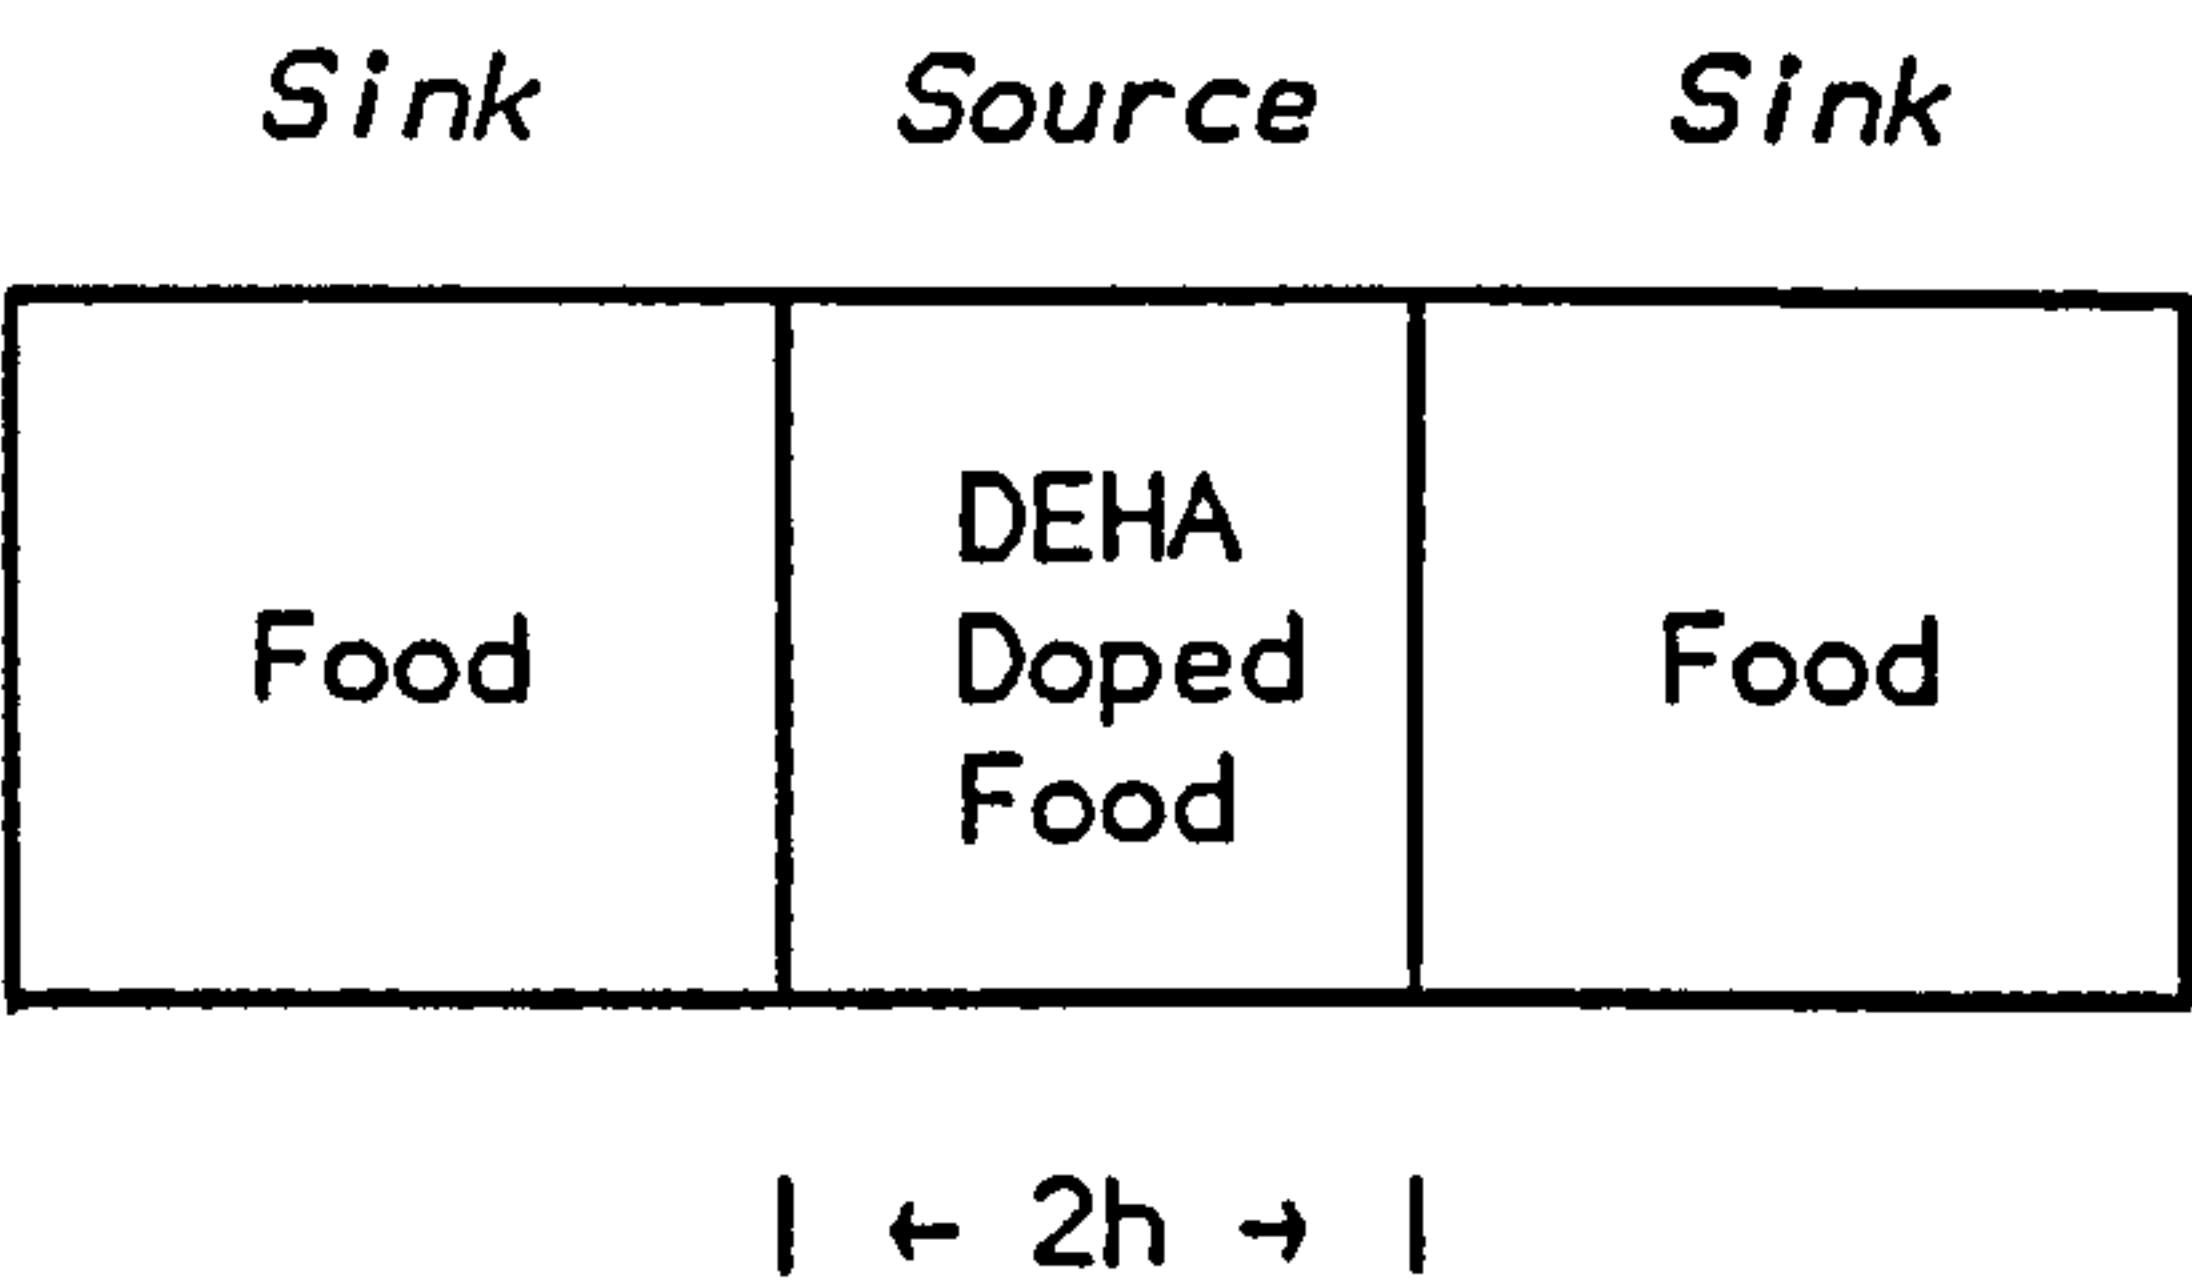 Sink Source Sink
DEHA
Food Doped Food
Food
| ← 2h → |